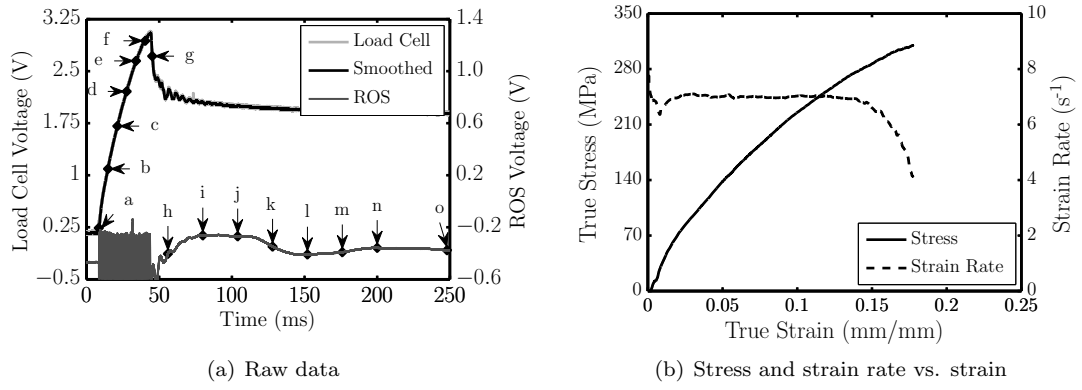 3.25
2.5
1.75
1
0.25
−0.5
Load Cell Voltage (V)
1.4
1.0
0.6
0.2
−0.2
−0.6
ROS Voltage (V)
0
50
100
150
200
250
Time (ms)
Load Cell
Smoothed
ROS
a
b
c
d
e
f
g
h
i
j
k
l
m
n
o
(a) Raw data
350
280
210
140
70
0
True Stress (MPa)
10
8
6
4
2
0
Strain Rate (s-1)
0
0.05
0.1
0.15
0.2
0.25
True Strain (mm/mm)
Stress
Strain Rate
(b) Stress and strain rate vs. strain